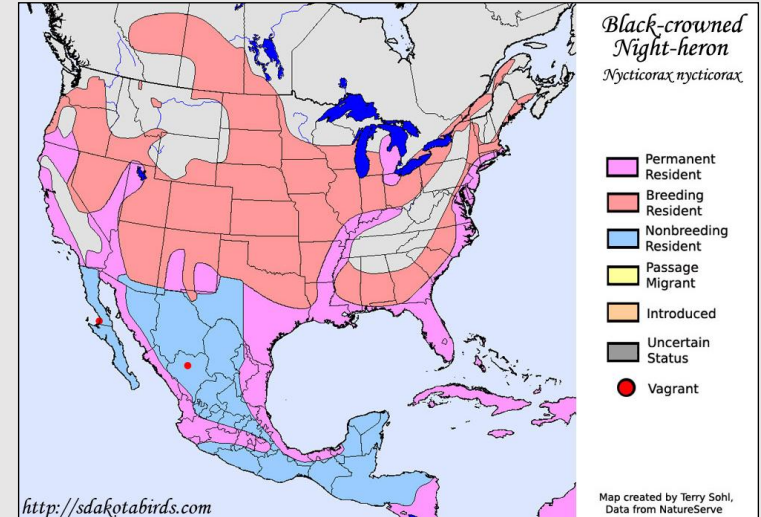 Black-crowned
Night-heron
Nycticorax nycticorax
Permanent
Resident
Breeding
Resident
Nonbreeding
Resident
Passage
Migrant
Introduced
Uncertain
Status
Vagrant
Map created by Terry Sohl,
Data from NatureServe
http://sdakotabirds.com